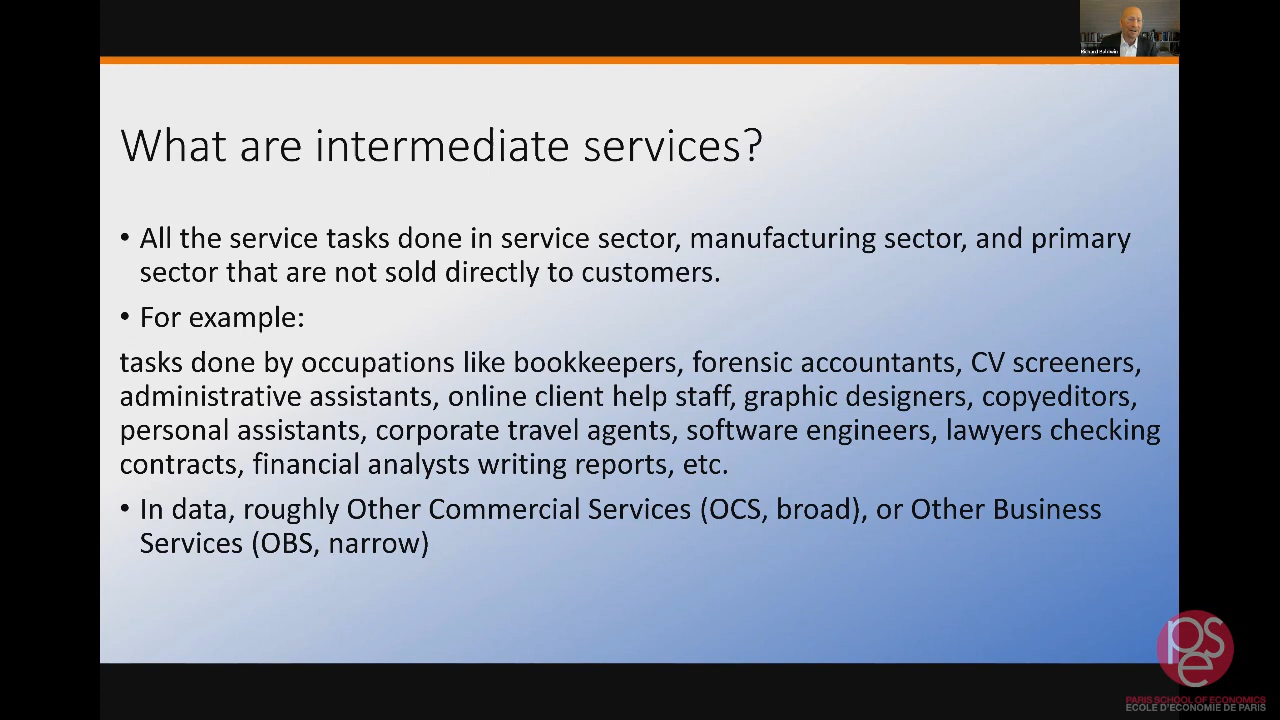 Richard Baldwin
What are intermediate services?
• All the service tasks done in service sector, manufacturing sector, and primary
sector that are not sold directly to customers.
• For example:
tasks done by occupations like bookkeepers, forensic accountants, CV screeners,
administrative assistants, online client help staff, graphic designers, copyeditors,
personal assistants, corporate travel agents, software engineers, lawyers checking
contracts, financial analysts writing reports, etc.
• In data, roughly Other Commercial Services (OCS, broad), or Other Business
Services (OBS, narrow)
pse
PARIS SCHOOL OF ECONOMICS
ECOLE D'ECONOMIE DE PARIS